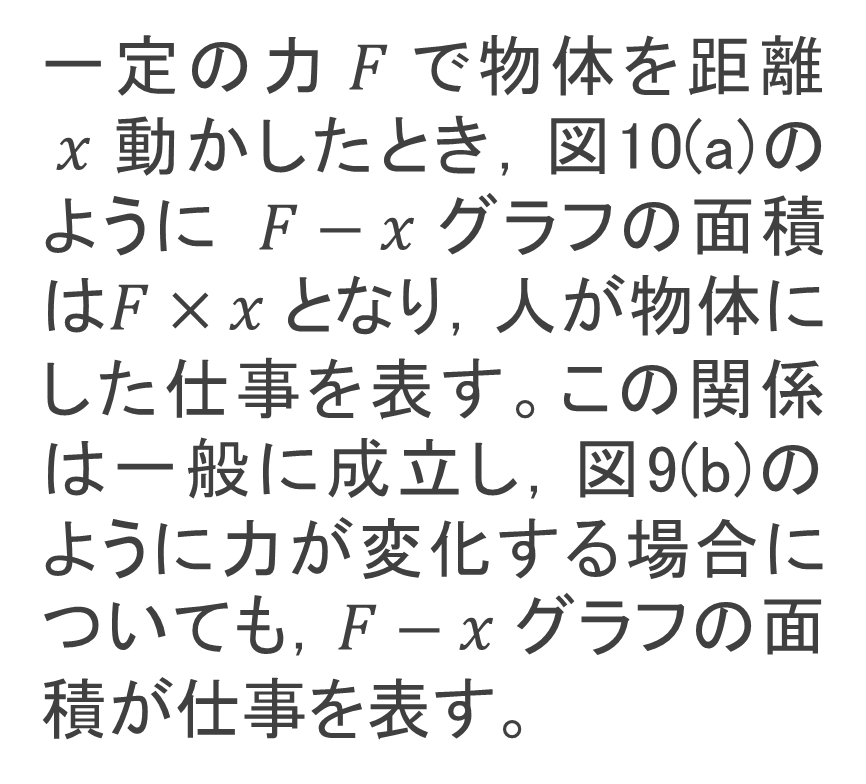 一定の力 F で物体を距離
x 動かしたとき, 図10(a)の
ように F − x グラフの面積
はF × x となり, 人が物体に
した仕事を表す。この関係
は一般に成立し, 図9(b)の
ように力が変化する場合に
ついても, F − x グラフの面
積が仕事を表す。